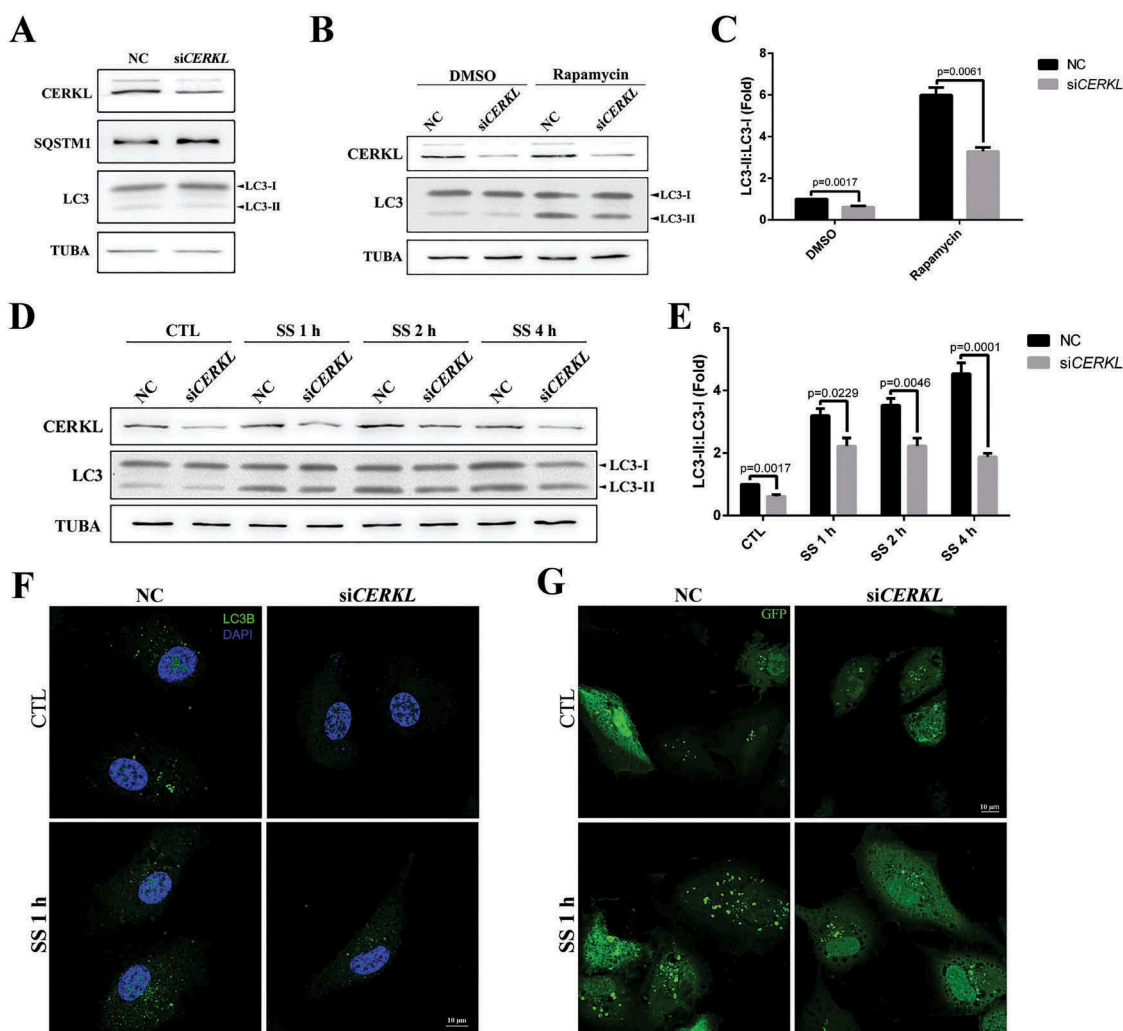 A
NC siCERKL
CERKL
SQSTM1
LC3
LC3-I
LC3-II
TUBA
B
DMSO Rapamycin
NC siCERKL NC siCERKL
CERKL
LC3
LC3-I
LC3-II
TUBA
C
LC3-II:LC3-I (Fold)
8
6
4
2
0
p=0.0017
p=0.0061
DMSO
Rapamycin
NC
siCERKL
D
CTL SS 1 h SS 2 h SS 4 h
NC siCERKL NC siCERKL NC siCERKL NC siCERKL
CERKL
LC3
LC3-I
LC3-II
TUBA
E
LC3-II:LC3-I (Fold)
6
4
2
0
p=0.0017
p=0.0229
p=0.0046
p=0.0001
CTL
SS 1 h
SS 2 h
SS 4 h
NC
siCERKL
F
NC siCERKL
LC3B
DAPI
CTL
SS 1 h
10 μm
G
NC siCERKL
GFP
CTL
10 μm
SS 1 h
10 μm